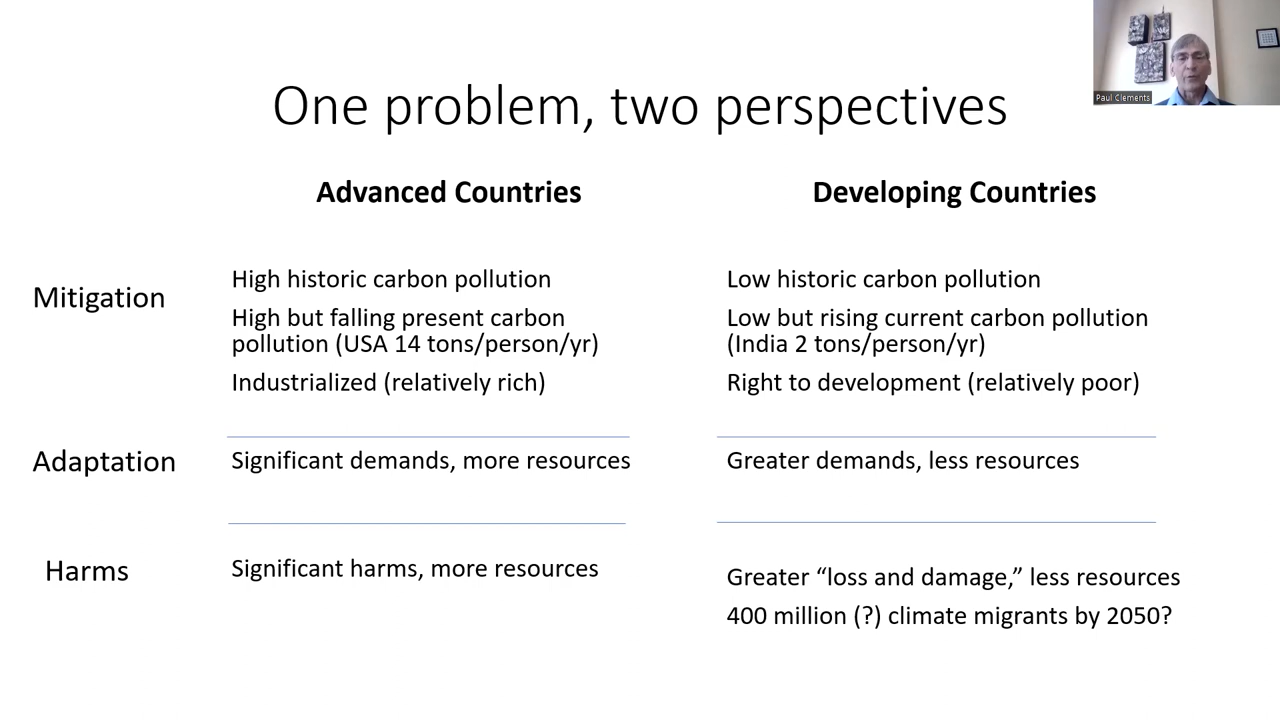 Paul Clements
One problem, two perspectives
Advanced Countries
Developing Countries
Mitigation
High historic carbon pollution
High but falling present carbon
pollution (USA 14 tons/person/yr)
Industrialized (relatively rich)
Low historic carbon pollution
Low but rising current carbon pollution
(India 2 tons/person/yr)
Right to development (relatively poor)
Adaptation
Significant demands, more resources
Greater demands, less resources
Harms
Significant harms, more resources
Greater “loss and damage,” less resources
400 million (?) climate migrants by 2050?